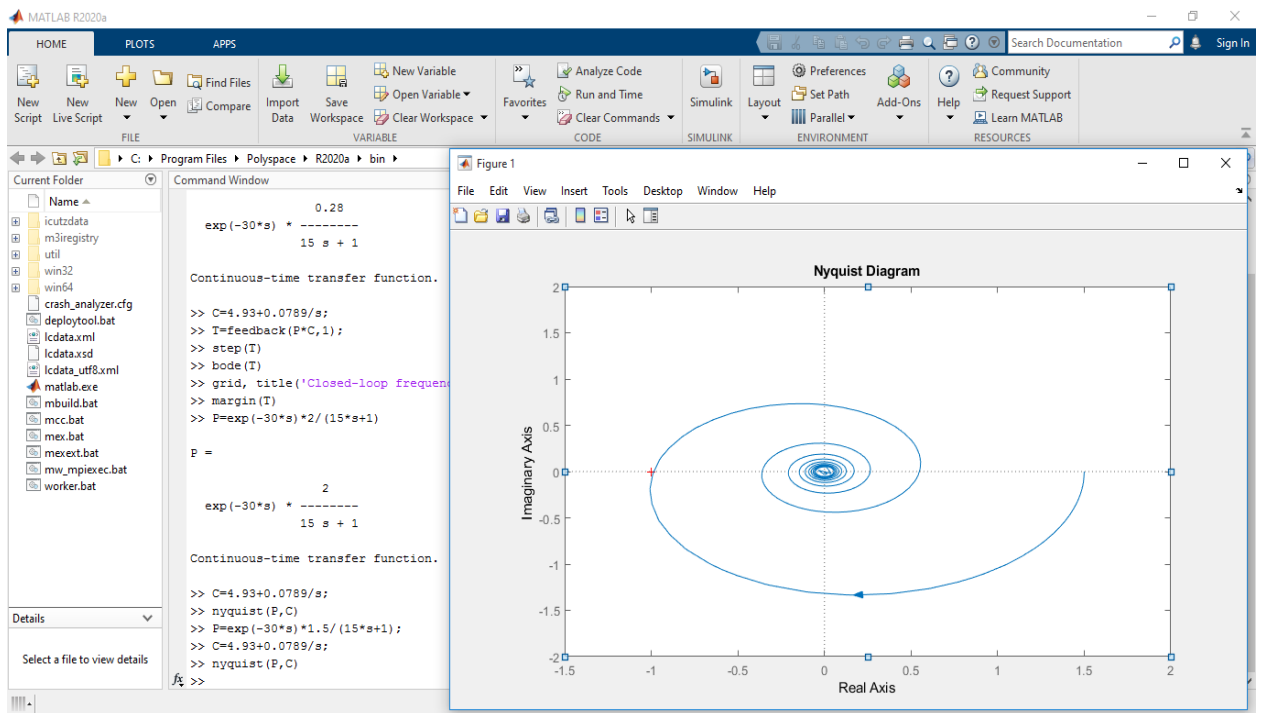 MATLAB R2020a
HOME PLOTS APPS
Search Documentation
Sign In
New Script
New Live Script
New
Open
Find Files
Compare
Import Data
Save Workspace
New Variable
Open Variable
Clear Workspace
Favorites
Analyze Code
Run and Time
Clear Commands
Simulink
Layout
Preferences
Set Path
Parallel
Add-Ons
Help
Community
Request Support
Learn MATLAB
FILE VARIABLE CODE SIMULINK ENVIRONMENT RESOURCES
C: Program Files Polyspace R2020a bin
Current Folder
Name
icutzdata
m3iregistry
util
win32
win64
crash_analyzer.cfg
deploytool.bat
lcdata.xml
lcdata.xsd
lcdata_utf8.xml
matlab.exe
mbuild.bat
mcc.bat
mex.bat
mexext.bat
mw_mpiexec.bat
worker.bat
Details
Select a file to view details
Command Window
0.28
exp(-30*s) * --------
15 s + 1
Continuous-time transfer function.
>> C=4.93+0.0789/s;
>> T=feedback(P*C,1);
>> step(T)
>> bode(T)
>> grid, title('Closed-loop frequen
>> margin(T)
>> P=exp(-30*s)*2/(15*s+1)
P =
2
exp(-30*s) * --------
15 s + 1
Continuous-time transfer function.
>> C=4.93+0.0789/s;
>> nyquist(P,C)
>> P=exp(-30*s)*1.5/(15*s+1);
>> C=4.93+0.0789/s;
>> nyquist(P,C)
fx >>
Figure 1
File Edit View Insert Tools Desktop Window Help
Nyquist Diagram
2
1.5
1
0.5
0
-0.5
-1
-1.5
-2
Imaginary Axis
-1.5 -1 -0.5 0 0.5 1 1.5 2
Real Axis